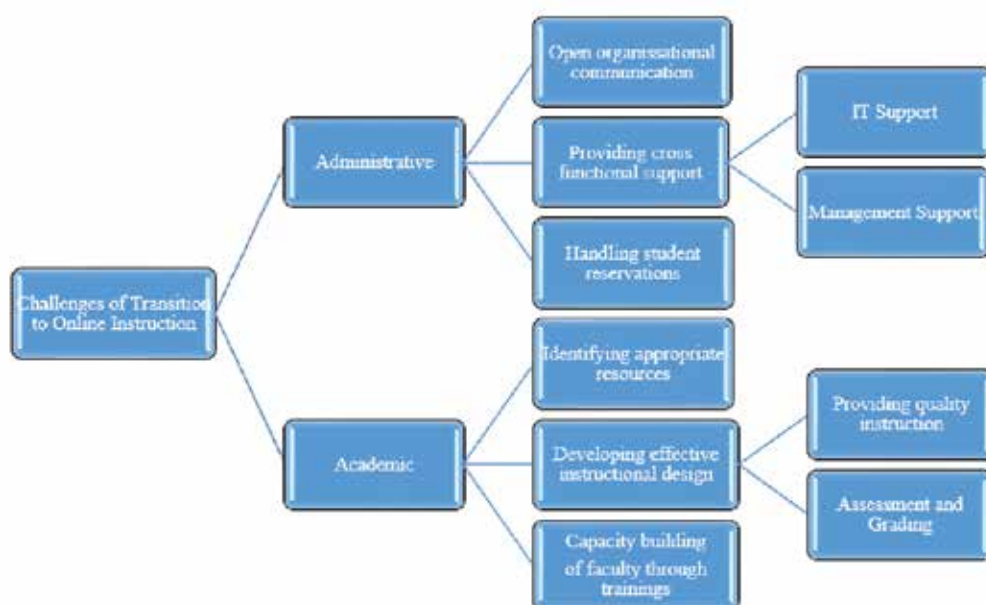 Challenges of Transition
to Online Instruction
Administrative
Open organissational
communication
Providing cross
functional support
IT Support
Management Support
Handling student
reservations
Academic
Identifying appropriate
resources
Developing effective
instructional design
Providing quality
instruction
Assessment and
Grading
Capacity building
of faculty through
trainings